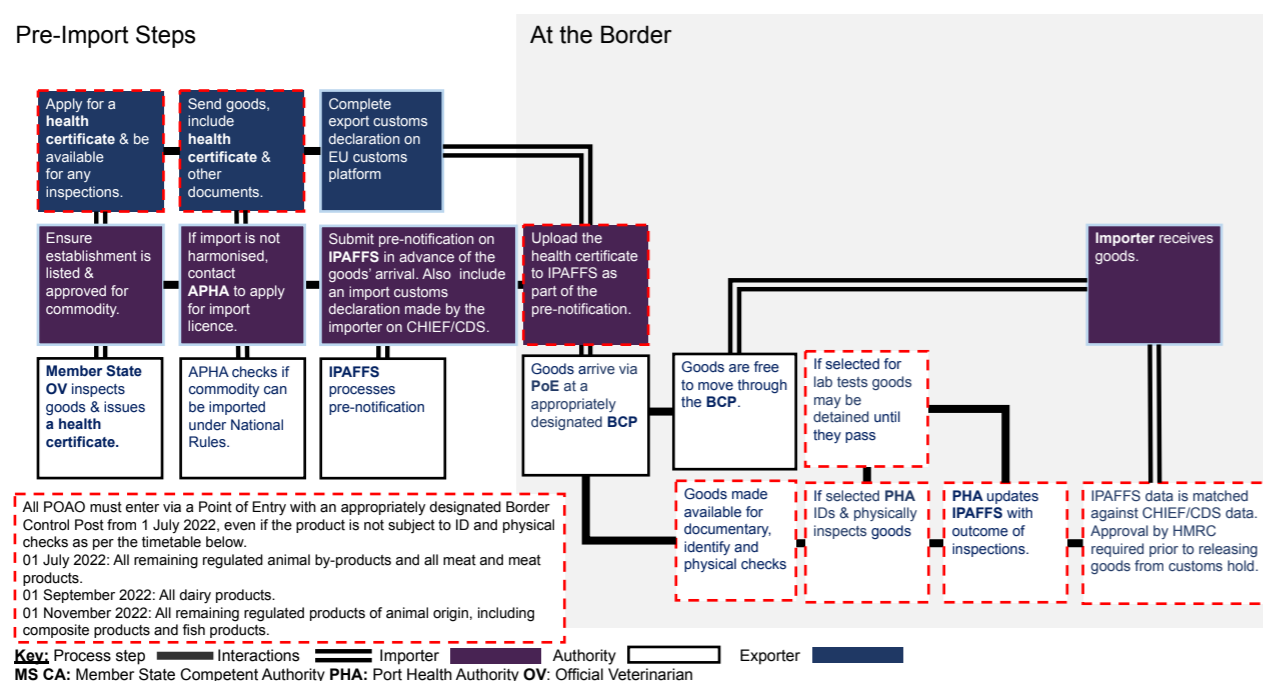 Pre-Import Steps
At the Border
Apply for a
health
certificate & be
available
for any
inspections.
Send goods,
include
health
certificate &
other
documents.
Complete
export customs
declaration on
EU customs
platform
Ensure
establishment is
listed &
approved for
commodity.
If import is not
harmonised,
contact
APHA to apply
for import
licence.
Submit pre-notification on
IPAFFS in advance of the
goods' arrival. Also include
an import customs
declaration made by the
importer on CHIEF/CDS.
Upload the
health certificate
to IPAFFS as
part of the
pre-notification.
Importer receives
goods.
Member State
OV inspects
goods & issues
a health
certificate.
APHA checks if
commodity can
be imported
under National
Rules.
IPAFFS
processes
pre-notification
Goods arrive via
PoE at a
appropriately
designated BCP
Goods are free
to move through
the BCP.
If selected for
lab tests goods
may be
detained until
they pass
Goods made
available for
documentary,
identify and
physical checks
If selected PHA
IDs & physically
inspects goods
PHA updates
IPAFFS with
outcome of
inspections.
IPAFFS data is matched
against CHIEF/CDS data.
Approval by HMRC
required prior to releasing
goods from customs hold.
All POAO must enter via a Point of Entry with an appropriately designated Border
Control Post from 1 July 2022, even if the product is not subject to ID and physical
checks as per the timetable below.
01 July 2022: All remaining regulated animal by-products and all meat and meat
products.
01 September 2022: All dairy products.
01 November 2022: All remaining regulated products of animal origin, including
composite products and fish products.
Key: Process step Interactions Importer Authority Exporter
MS CA: Member State Competent Authority PHA: Port Health Authority OV: Official Veterinarian